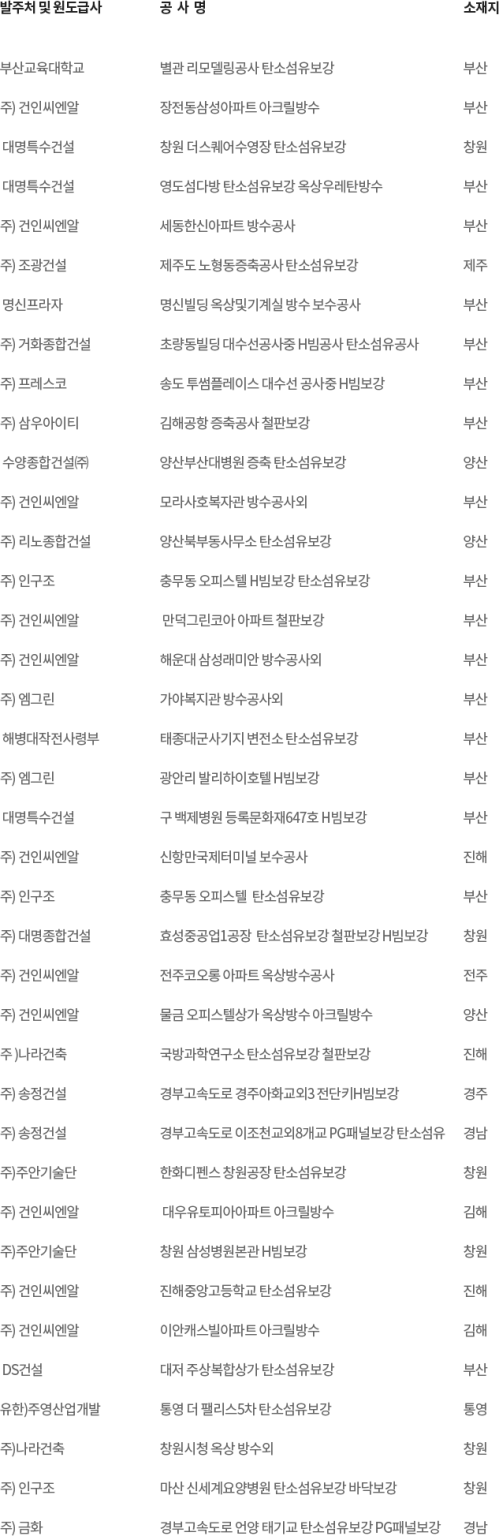 발주처 및 원도급사 공 사 명 소재지
부산교육대학교 별관 리모델링공사 탄소섬유보강 부산
주) 건인씨엔알 장전동삼성아파트 아크릴방수 부산
대명특수건설 창원 더스퀘어수영장 탄소섬유보강 창원
대명특수건설 영도섬다방 탄소섬유보강 옥상우레탄방수 부산
주) 건인씨엔알 세동한신아파트 방수공사 부산
주) 조광건설 제주도 노형동증축공사 탄소섬유보강 제주
명신프라자 명신빌딩 옥상및기계실 방수 보수공사 부산
주) 거화종합건설 초량동빌딩 대수선공사중 H빔공사 탄소섬유공사 부산
주) 프레스코 송도 투썸플레이스 대수선 공사중 H빔보강 부산
주) 삼우아이티 김해공항 증축공사 철판보강 부산
수양종합건설㈜ 양산부산대병원 증축 탄소섬유보강 양산
주) 건인씨엔알 모라사호복자관 방수공사외 부산
주) 리노종합건설 양산북부동사무소 탄소섬유보강 양산
주) 인구조 충무동 오피스텔 H빔보강 탄소섬유보강 부산
주) 건인씨엔알 만덕그린코아 아파트 철판보강 부산
주) 건인씨엔알 해운대 삼성래미안 방수공사외 부산
주) 엠그린 가야복지관 방수공사외 부산
해병대작전사령부 태종대군사기지 변전소 탄소섬유보강 부산
주) 엠그린 광안리 발리하이호텔 H빔보강 부산
대명특수건설 구 백제병원 등록문화재647호 H빔보강 부산
주) 건인씨엔알 신항만국제터미널 보수공사 진해
주) 인구조 충무동 오피스텔 탄소섬유보강 부산
주) 대명종합건설 효성중공업1공장 탄소섬유보강 철판보강 H빔보강 창원
주) 건인씨엔알 전주코오롱 아파트 옥상방수공사 전주
주) 건인씨엔알 물금 오피스텔상가 옥상방수 아크릴방수 양산
주 )나라건축 국방과학연구소 탄소섬유보강 철판보강 진해
주) 송정건설 경부고속도로 경주아화교외3 전단키H빔보강 경주
주) 송정건설 경부고속도로 이조천교외8개교 PG패널보강 탄소섬유 경남
주)주안기술단 한화디펜스 창원공장 탄소섬유보강 창원
주) 건인씨엔알 대우유토피아아파트 아크릴방수 김해
주)주안기술단 창원 삼성병원본관 H빔보강 창원
주) 건인씨엔알 진해중앙고등학교 탄소섬유보강 진해
주) 건인씨엔알 이안캐스빌아파트 아크릴방수 김해
DS건설 대저 주상복합상가 탄소섬유보강 부산
유한)주영산업개발 통영 더 팰리스5차 탄소섬유보강 통영
주)나라건축 창원시청 옥상 방수외 창원
주) 인구조 마산 신세계요양병원 탄소섬유보강 바닥보강 창원
주) 금화 경부고속도로 언양 태기교 탄소섬유보강 PG패널보강 경남